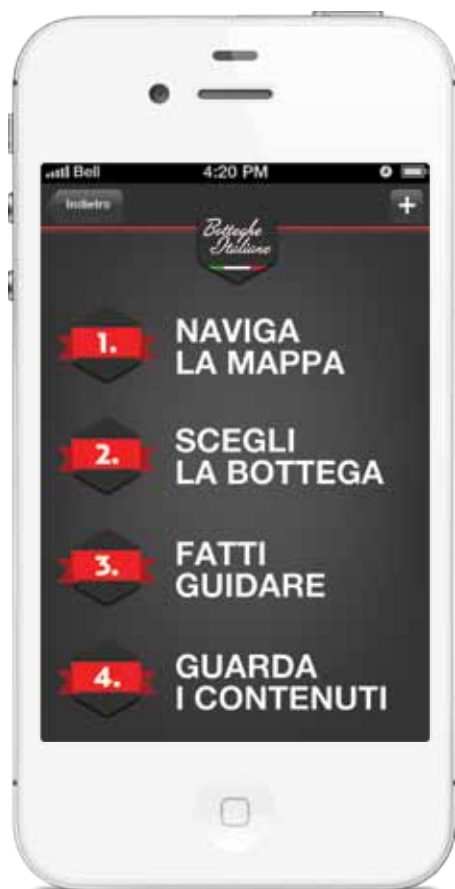 Bell 4:20 PM
Indietro
+
Botteghe
Italiane
1. NAVIGA
LA MAPPA
2. SCEGLI
LA BOTTEGA
3. FATTI
GUIDARE
4. GUARDA
I CONTENUTI